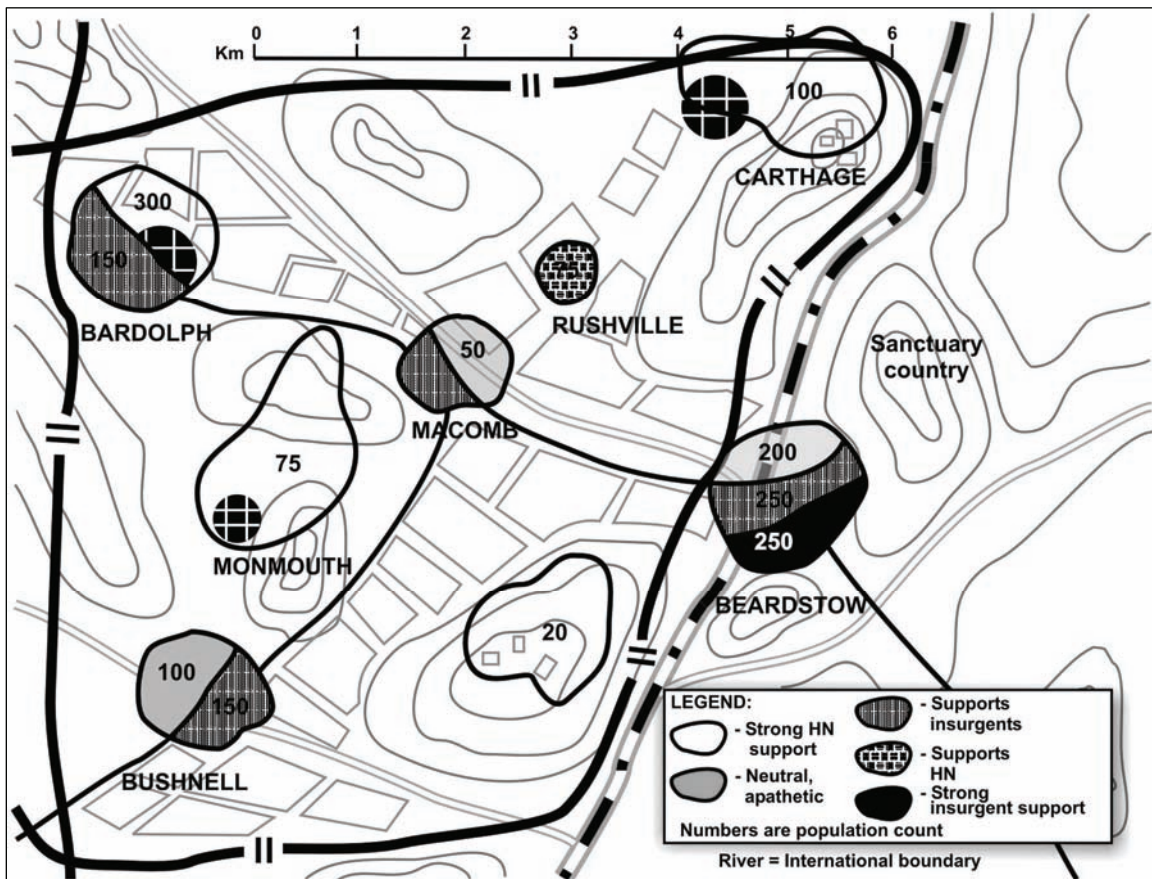 Km
0 1 2 3 4 5 6
100
CARTHAGE
300
150
BARDOLPH
RUSHVILLE
50
MACOMB
Sanctuary
country
75
MONMOUTH
200
250
250
BEARDSTOW
20
100
150
BUSHNELL
LEGEND:
- Strong HN
support
- Neutral,
apathetic
- Supports
insurgents
- Supports
HN
- Strong
insurgent support
Numbers are population count
River = International boundary